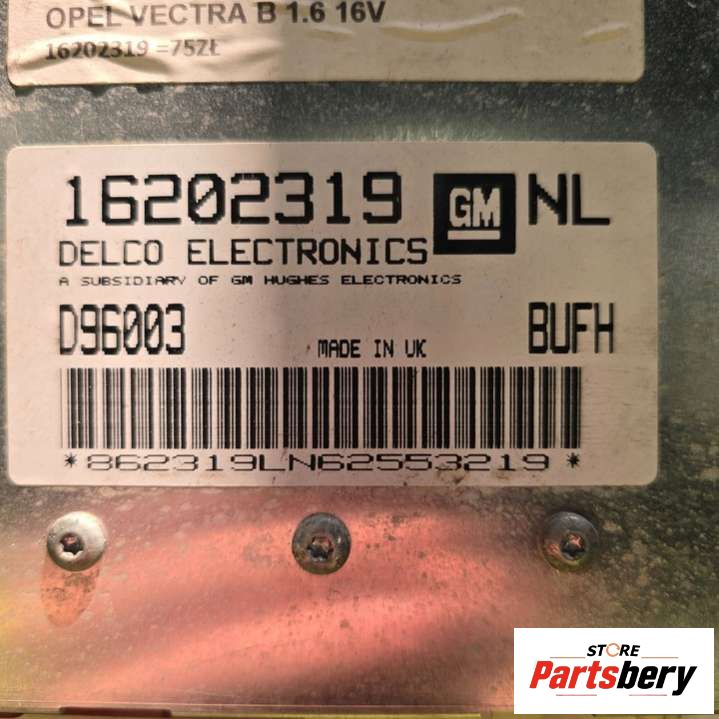 OPEL VECTRA B 1.6 16V
16202319 =75ZŁ
16202319 GM NL
DELCO ELECTRONICS
A SUBSIDIARY OF GM HUGHES ELECTRONICS
D96003 MADE IN UK BUFH
*862319LN62553219*
STORE
Partsbery